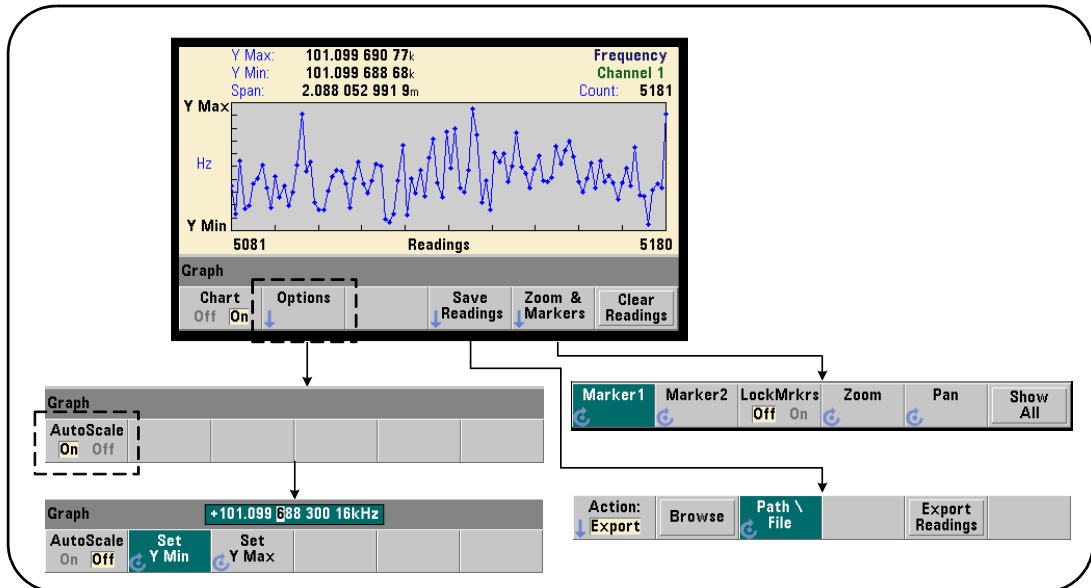 Y Max: 101.099 690 77k Frequency
Y Min: 101.099 688 68k Channel 1
Span: 2.088 052 991 9m Count: 5181
Y Max
Hz
Y Min
5081 Readings 5180
Graph
Chart Options Save Zoom & Clear
Off On Readings Markers Readings
Graph
AutoScale
On Off
Marker1 Marker2 LockMrkrs Zoom Pan Show
Off On All
Graph +101.099 688 300 16kHz
AutoScale Set Set
On Off Y Min Y Max
Action: Browse Path \ Export
Export File Readings